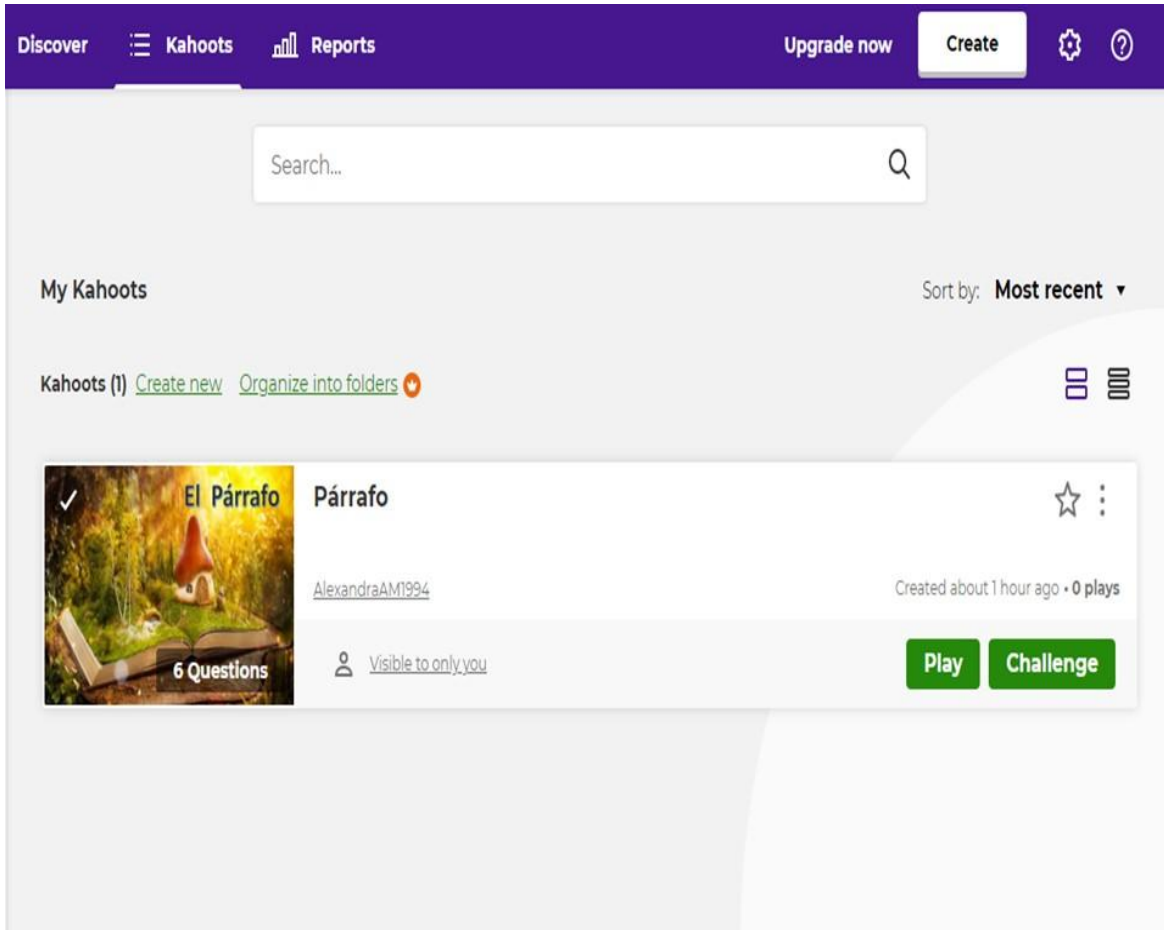 Discover Kahoots Reports Upgrade now Create
Search...
My Kahoots Sort by: Most recent
Kahoots (1) Create new Organize into folders
El Párrafo
6 Questions
Párrafo
AlexandraAM1994 Created about 1 hour ago • 0 plays
Visible to only you Play Challenge